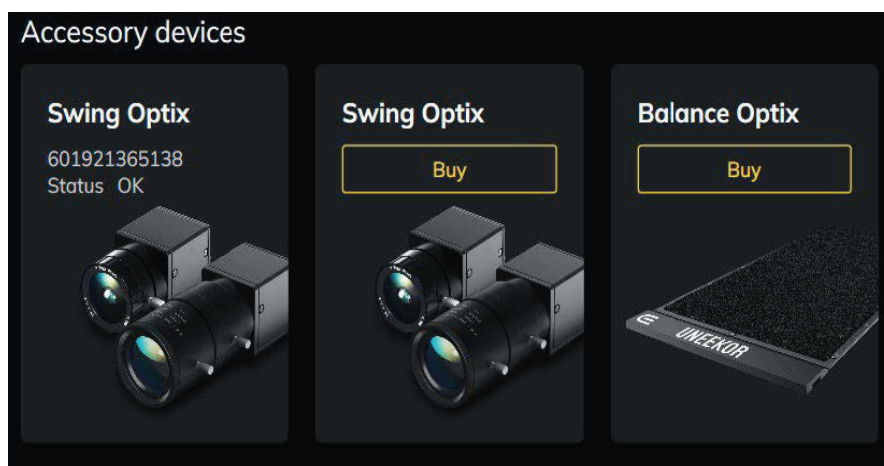 Accessory devices
Swing Optix
601921365138
Status OK
Swing Optix
Buy
Balance Optix
Buy
UNEEKOR